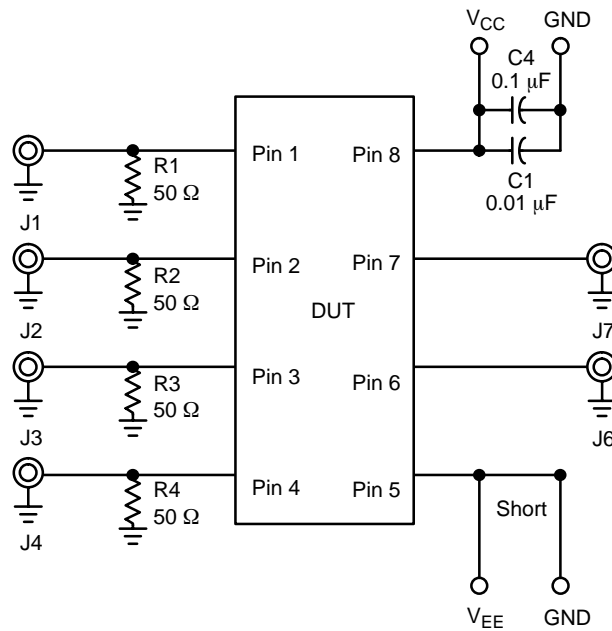 VCC GND
C4
0.1 μF
C1
0.01 μF
J1
R1
50 Ω
Pin 1
Pin 8
J2
R2
50 Ω
Pin 2
Pin 7
J7
DUT
J3
R3
50 Ω
Pin 3
Pin 6
J6
J4
R4
50 Ω
Pin 4
Pin 5
Short
VEE GND